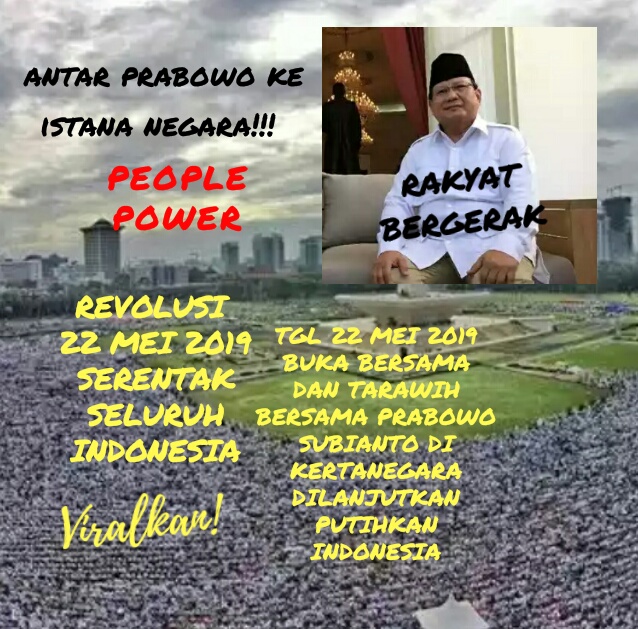 ANTAR PRABOWO KE
ISTANA NEGARA!!!
PEOPLE
POWER
RAKYAT
BERGERAK
REVOLUSI
22 MEI 2019
SERENTAK
SELURUH
INDONESIA
Viralkan!
TGL 22 MEI 2019
BUKA BERSAMA
DAN TARAWIH
BERSAMA PRABOWO
SUBIANTO DI
KERTANEGARA
DILANJUTKAN
PUTIHKAN
INDONESIA